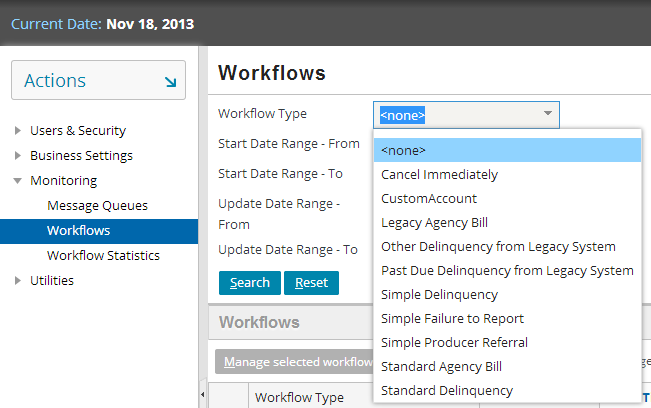 Current Date: Nov 18, 2013
Actions
Users & Security
Business Settings
Monitoring
Message Queues
Workflows
Workflow Statistics
Utilities
Workflows
Workflow Type
<none>
Start Date Range - From
Start Date Range - To
Update Date Range -
From
Update Date Range - To
<none>
Cancel Immediately
CustomAccount
Legacy Agency Bill
Other Delinquency from Legacy System
Past Due Delinquency from Legacy System
Simple Delinquency
Simple Failure to Report
Simple Producer Referral
Standard Agency Bill
Standard Delinquency
Search Reset
Workflows
Manage selected workflow
Workflow Type